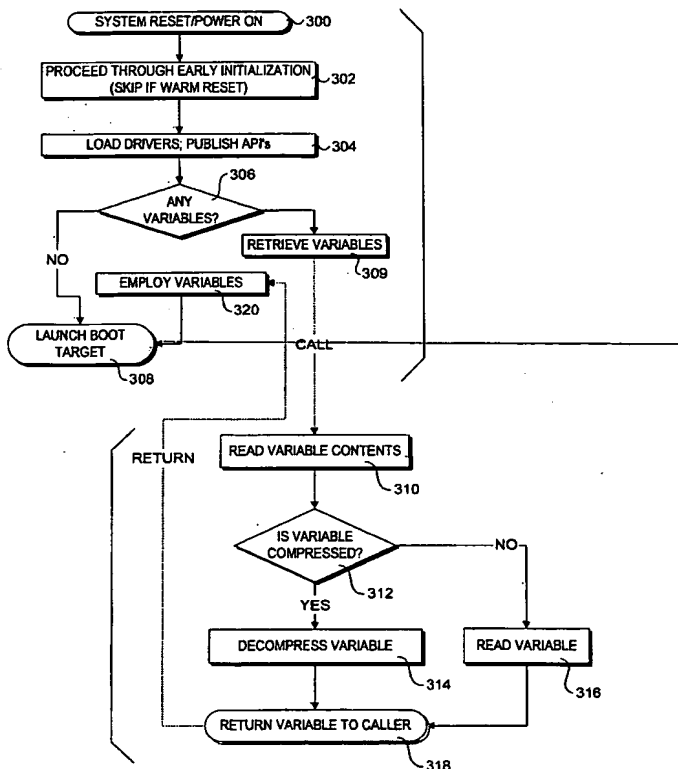 SYSTEM RESET/POWER ON
300
PROCEED THROUGH EARLY INITIALIZATION
(SKIP IF WARM RESET)
302
LOAD DRIVERS; PUBLISH API's
304
306
ANY
VARIABLES?
RETRIEVE VARIABLES
309
NO
EMPLOY VARIABLES
320
LAUNCH BOOT
TARGET
308
CALL
RETURN
READ VARIABLE CONTENTS
310
IS VARIABLE
COMPRESSED?
312
NO
YES
DECOMPRESS VARIABLE
314
READ VARIABLE
316
RETURN VARIABLE TO CALLER
318